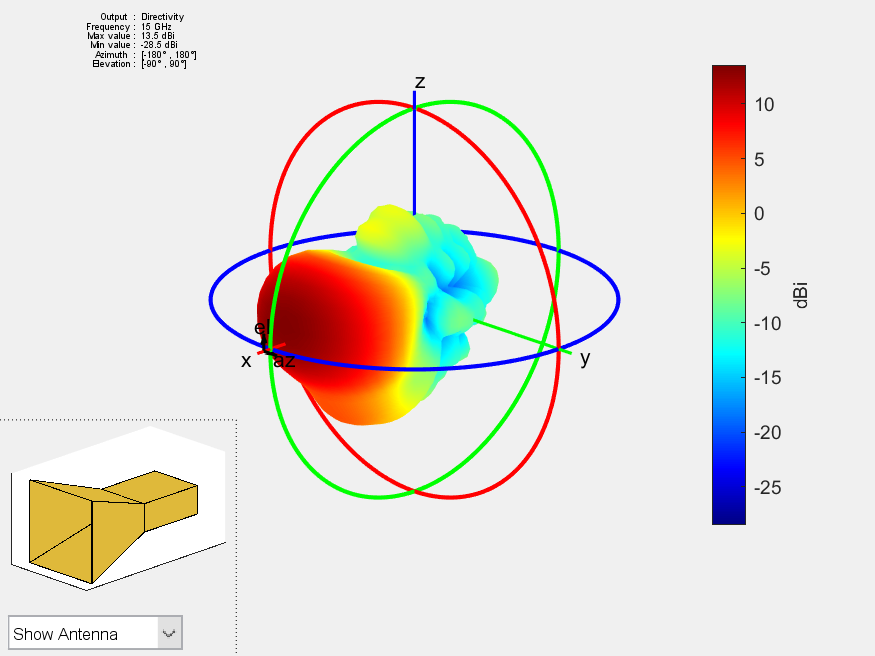 Output : Directivity
Frequency : 15 GHz
Max value : 13.5 dBi
Min value : -28.5 dBi
Azimuth : [-180° , 180°]
Elevation : [-90° , 90°]
z
10
5
0
-5
-10
-15
-20
-25
dBi
el
x
az
y
Show Antenna